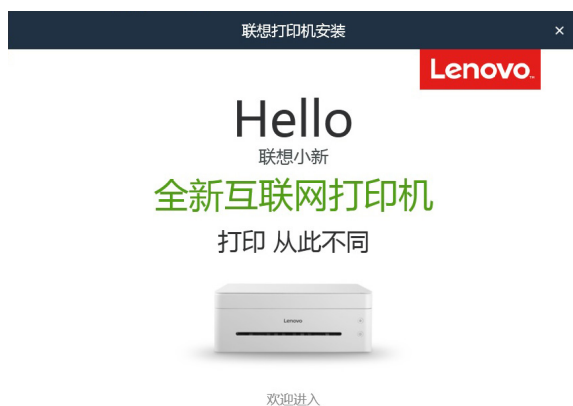 联想打印机安装
×
Lenovo
Hello
联想小新
全新互联网打印机
打印 从此不同
Lenovo
欢迎进入